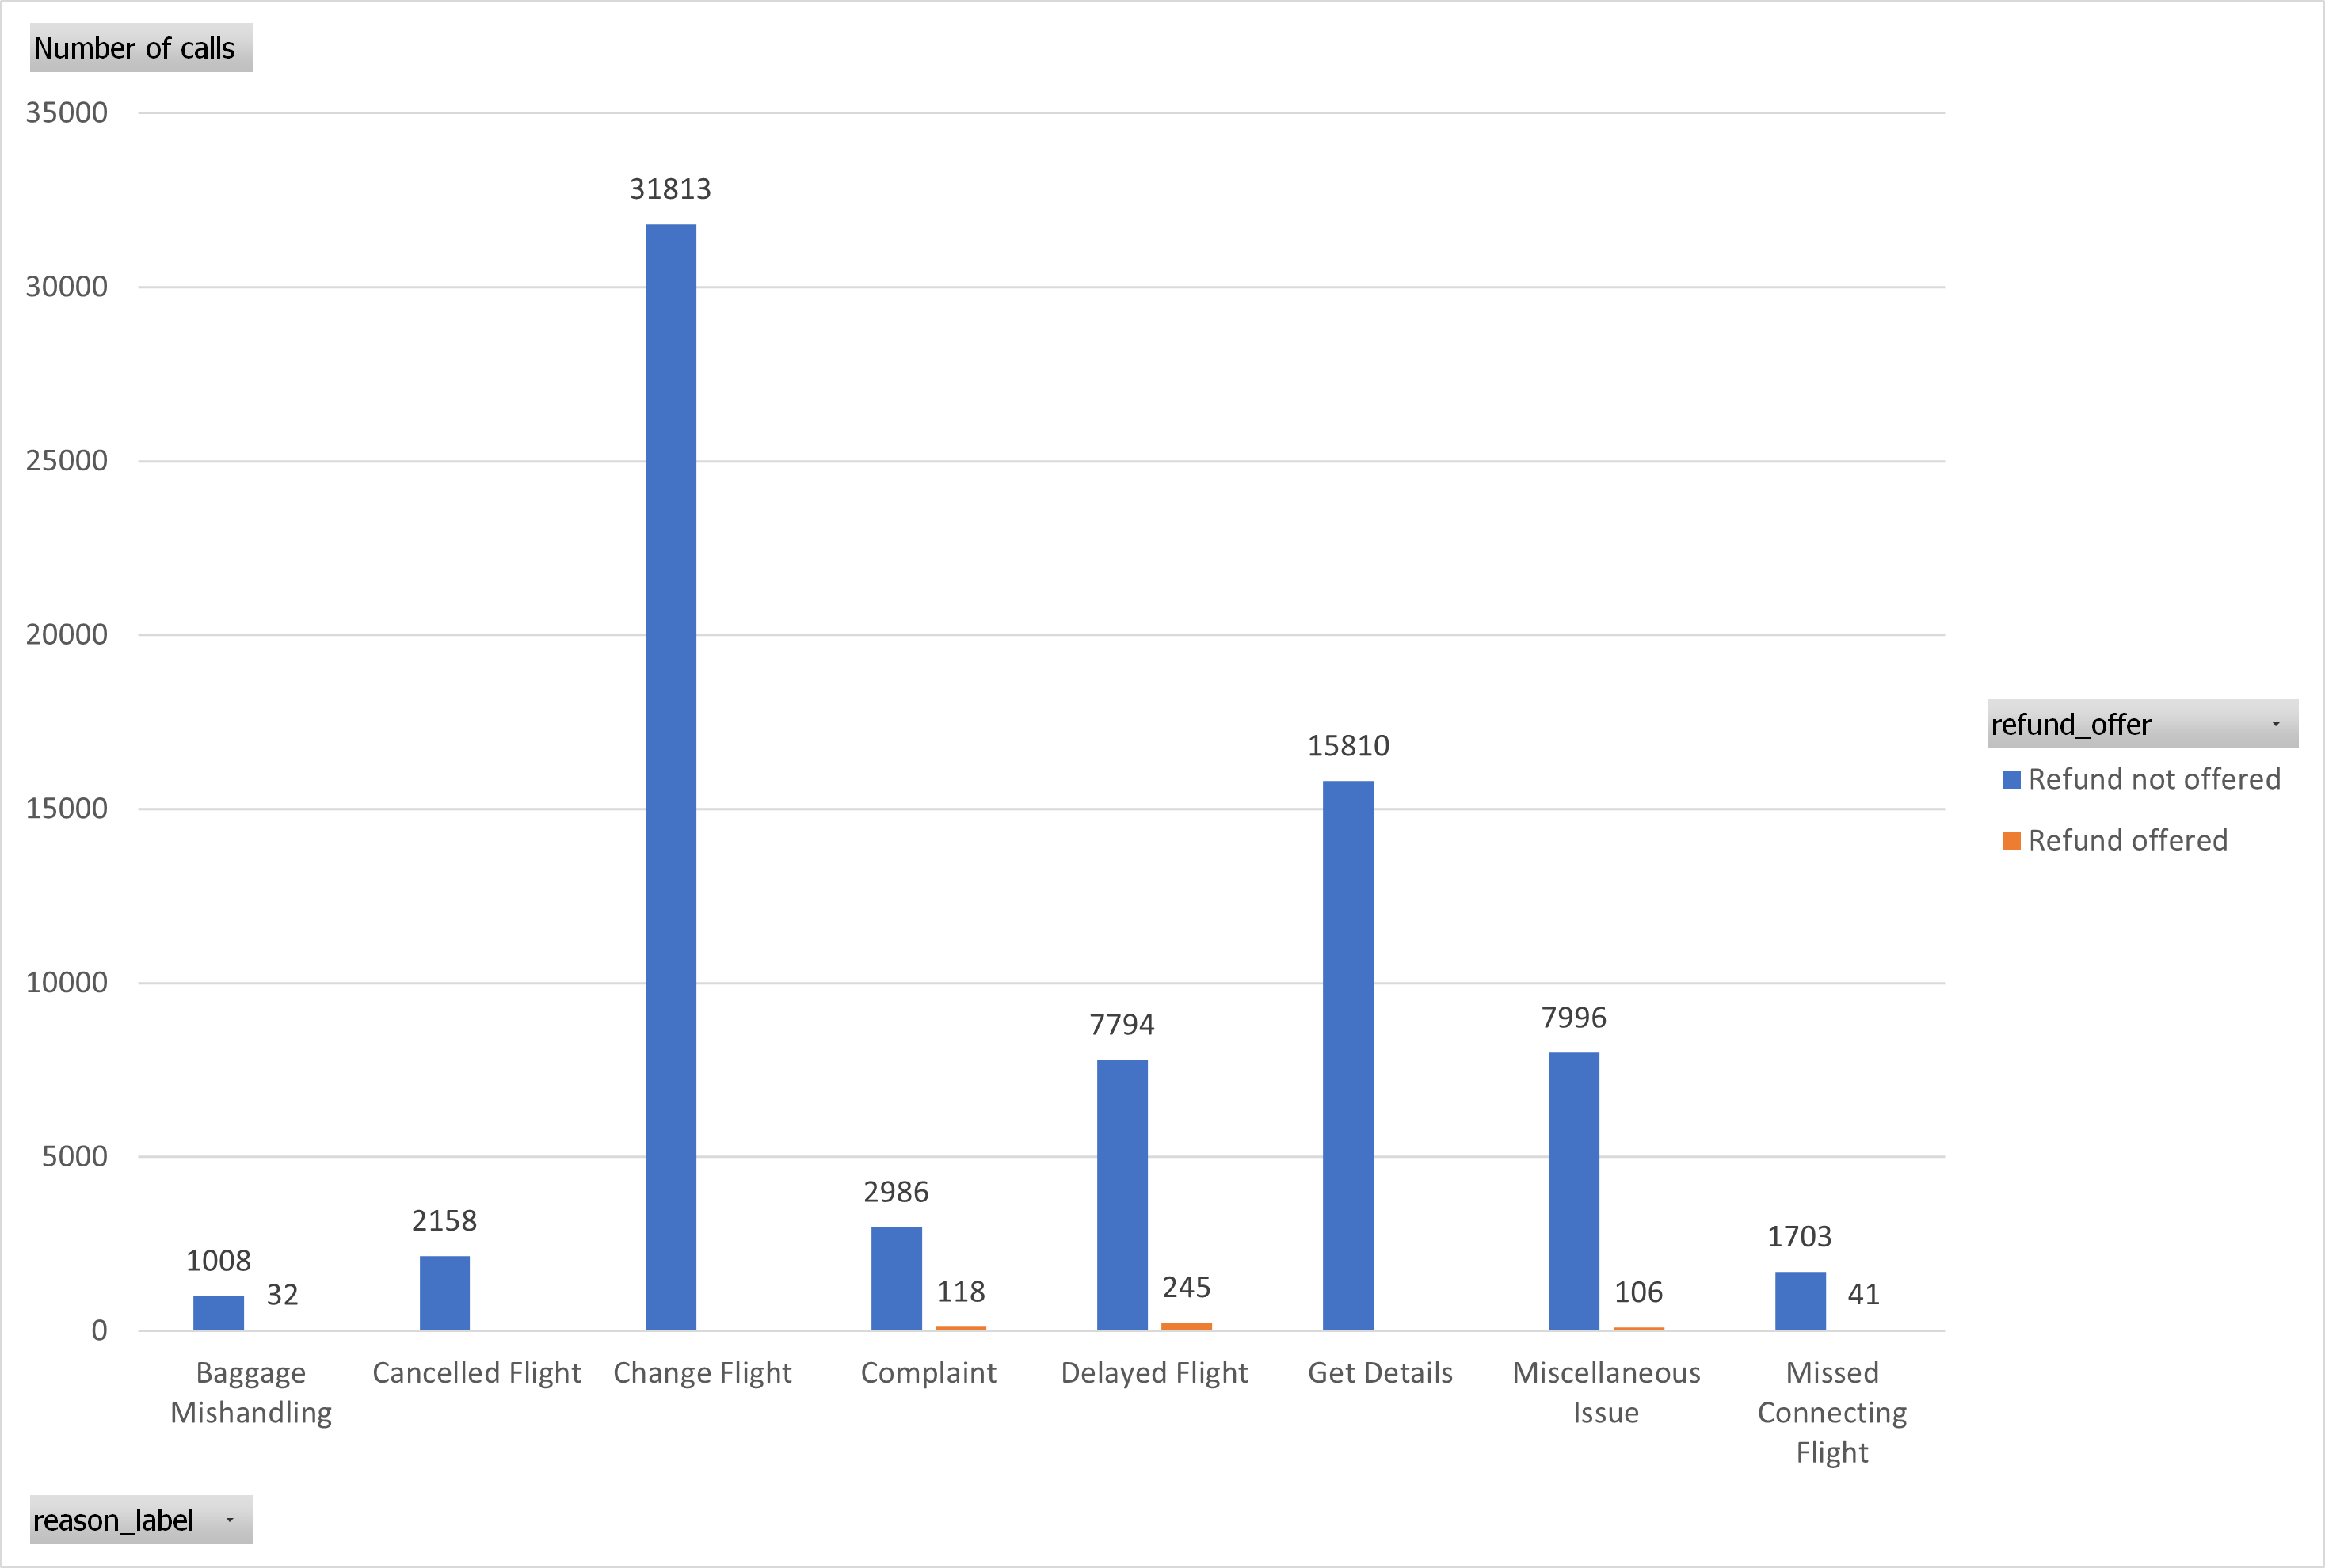 Number of calls
35000
30000
25000
20000
15000
10000
5000
0
31813
15810
7794
7996
2986
118
245
106
2158
1703
1008
32
41
Baggage
Mishandling
Cancelled Flight
Change Flight
Complaint
Delayed Flight
Get Details
Miscellaneous
Issue
Missed
Connecting
Flight
refund_offer
Refund not offered
Refund offered
reason_label